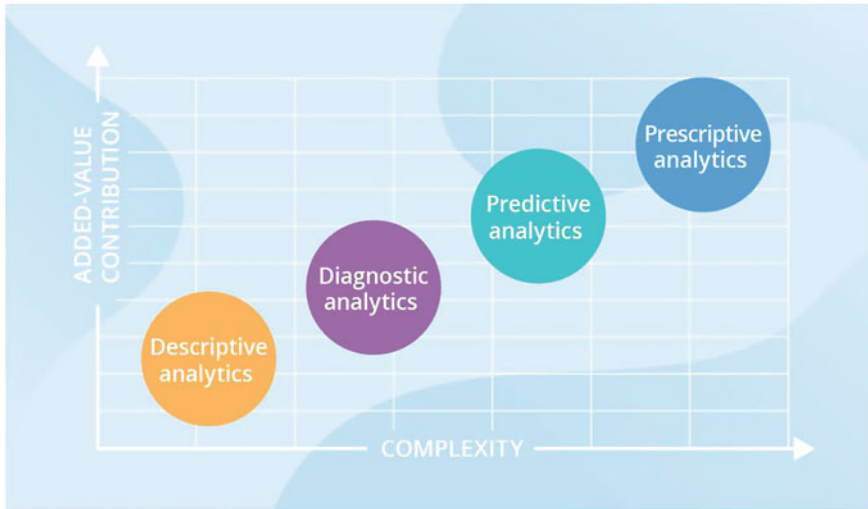 ADDED-VALUE
CONTRIBUTION
Prescriptive
analytics
Predictive
analytics
Diagnostic
analytics
Descriptive
analytics
COMPLEXITY